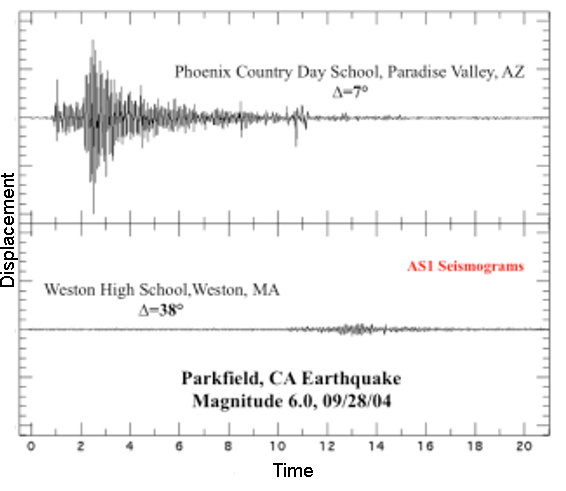 Phoenix Country Day School, Paradise Valley, AZ
Δ=7°
Displacement
AS1 Seismograms
Weston High School,Weston, MA
Δ=38°
Parkfield, CA Earthquake
Magnitude 6.0, 09/28/04
0 2 4 6 8 10 12 14 16 18 20
Time